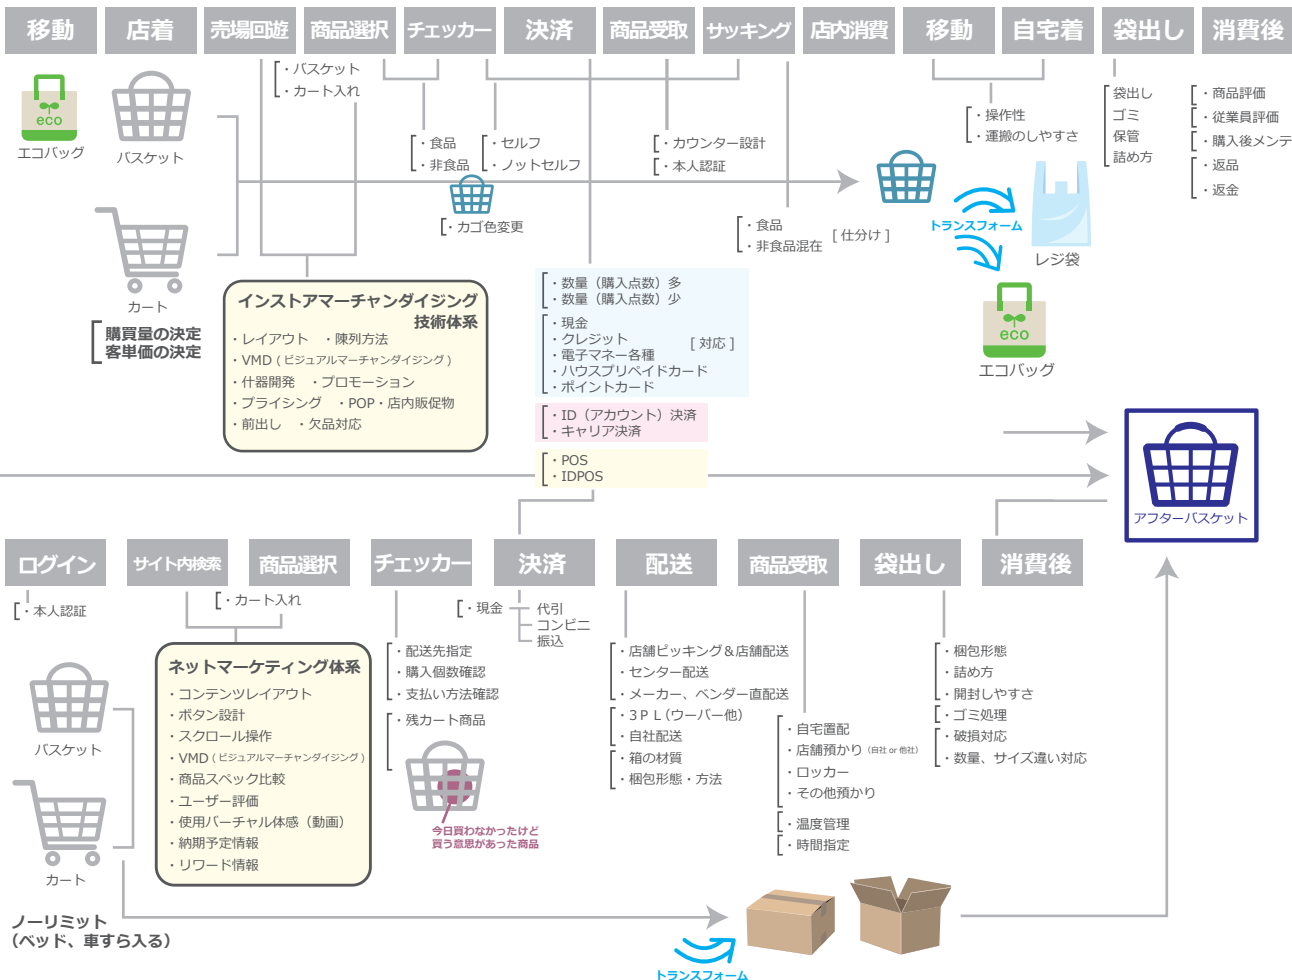 移動
店着
売場回遊
商品選択
チェッカー
決済
商品受取
サッキング
店内消費
移動
自宅着
袋出し
消費後
・バスケット
・カート入れ
eco
エコバッグ
バスケット
・食品
・非食品
・セルフ
・ノットセルフ
・カウンター設計
・本人認証
・操作性
・運搬のしやすさ
袋出し
ゴミ
保管
詰め方
・商品評価
・従業員評価
・購入後メンテ
・返品
・返金
・カゴ色変更
・食品
・非食品混在
[ 仕分け ]
トランスフォーム
レジ袋
eco
エコバッグ
カート
購買量の決定
客単価の決定
インストアマーチャンダイジング
技術体系
・レイアウト ・陳列方法
・VMD ( ビジュアルマーチャンダイジング )
・什器開発 ・プロモーション
・プライシング ・POP・店内販促物
・前出し ・欠品対応
・数量（購入点数）多
・数量（購入点数）少
・現金
・クレジット
・電子マネー各種
・ハウスプリペイドカード
・ポイントカード
[ 対応 ]
・ID（アカウント）決済
・キャリア決済
・POS
・IDPOS
アフターバスケット
ログイン
サイト内検索
商品選択
チェッカー
決済
配送
商品受取
袋出し
消費後
・本人認証
・カート入れ
・現金
代引
コンビニ
振込
バスケット
カート
ノーリミット
（ベッド、車すら入る）
ネットマーケティング体系
・コンテンツレイアウト
・ボタン設計
・スクロール操作
・VMD ( ビジュアルマーチャンダイジング )
・商品スペック比較
・ユーザー評価
・使用バーチャル体感（動画）
・納期予定情報
・リワード情報
・配送先指定
・購入個数確認
・支払い方法確認
・残カート商品
今日買わなかったけど
買う意思があった商品
・店舗ピッキング＆店舗配送
・センター配送
・メーカー、ベンダー直配送
・３ＰＬ（ウーバー他）
・自社配送
・箱の材質
・梱包形態・方法
・自宅置配
・店舗預かり（自社 or 他社）
・ロッカー
・その他預かり
・温度管理
・時間指定
・梱包形態
・詰め方
・開封しやすさ
・ゴミ処理
・破損対応
・数量、サイズ違い対応
トランスフォーム